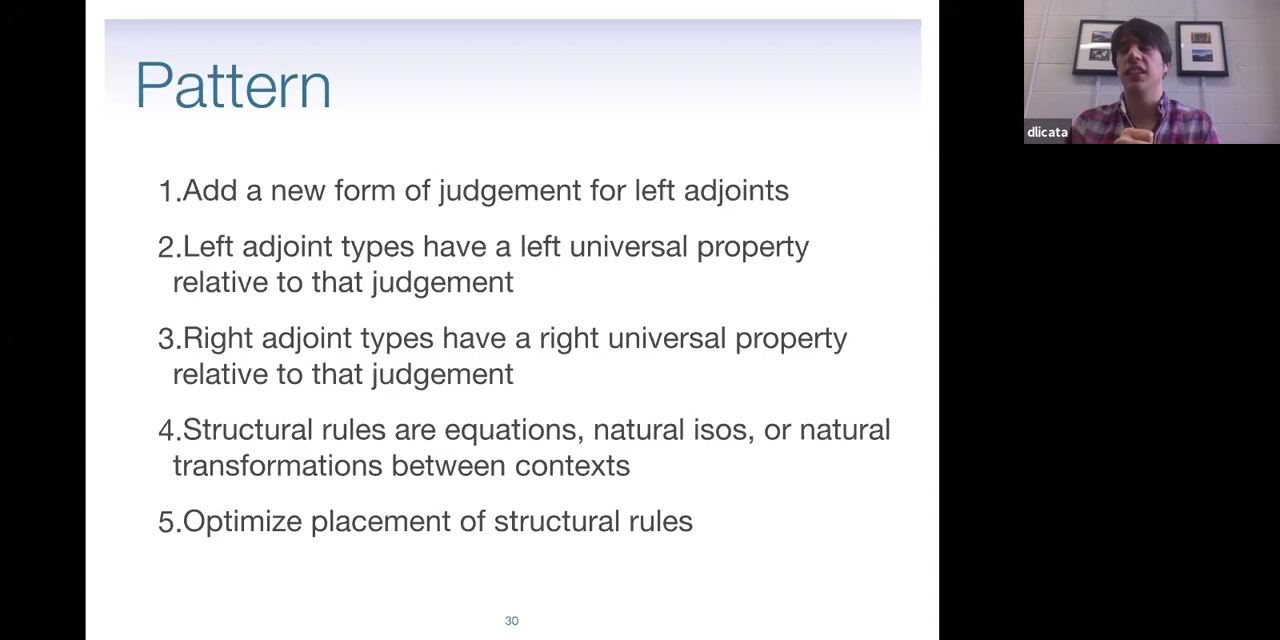 Pattern
1.Add a new form of judgement for left adjoints
2.Left adjoint types have a left universal property
relative to that judgement
3.Right adjoint types have a right universal property
relative to that judgement
4.Structural rules are equations, natural isos, or natural
transformations between contexts
5.Optimize placement of structural rules
30
dlicata